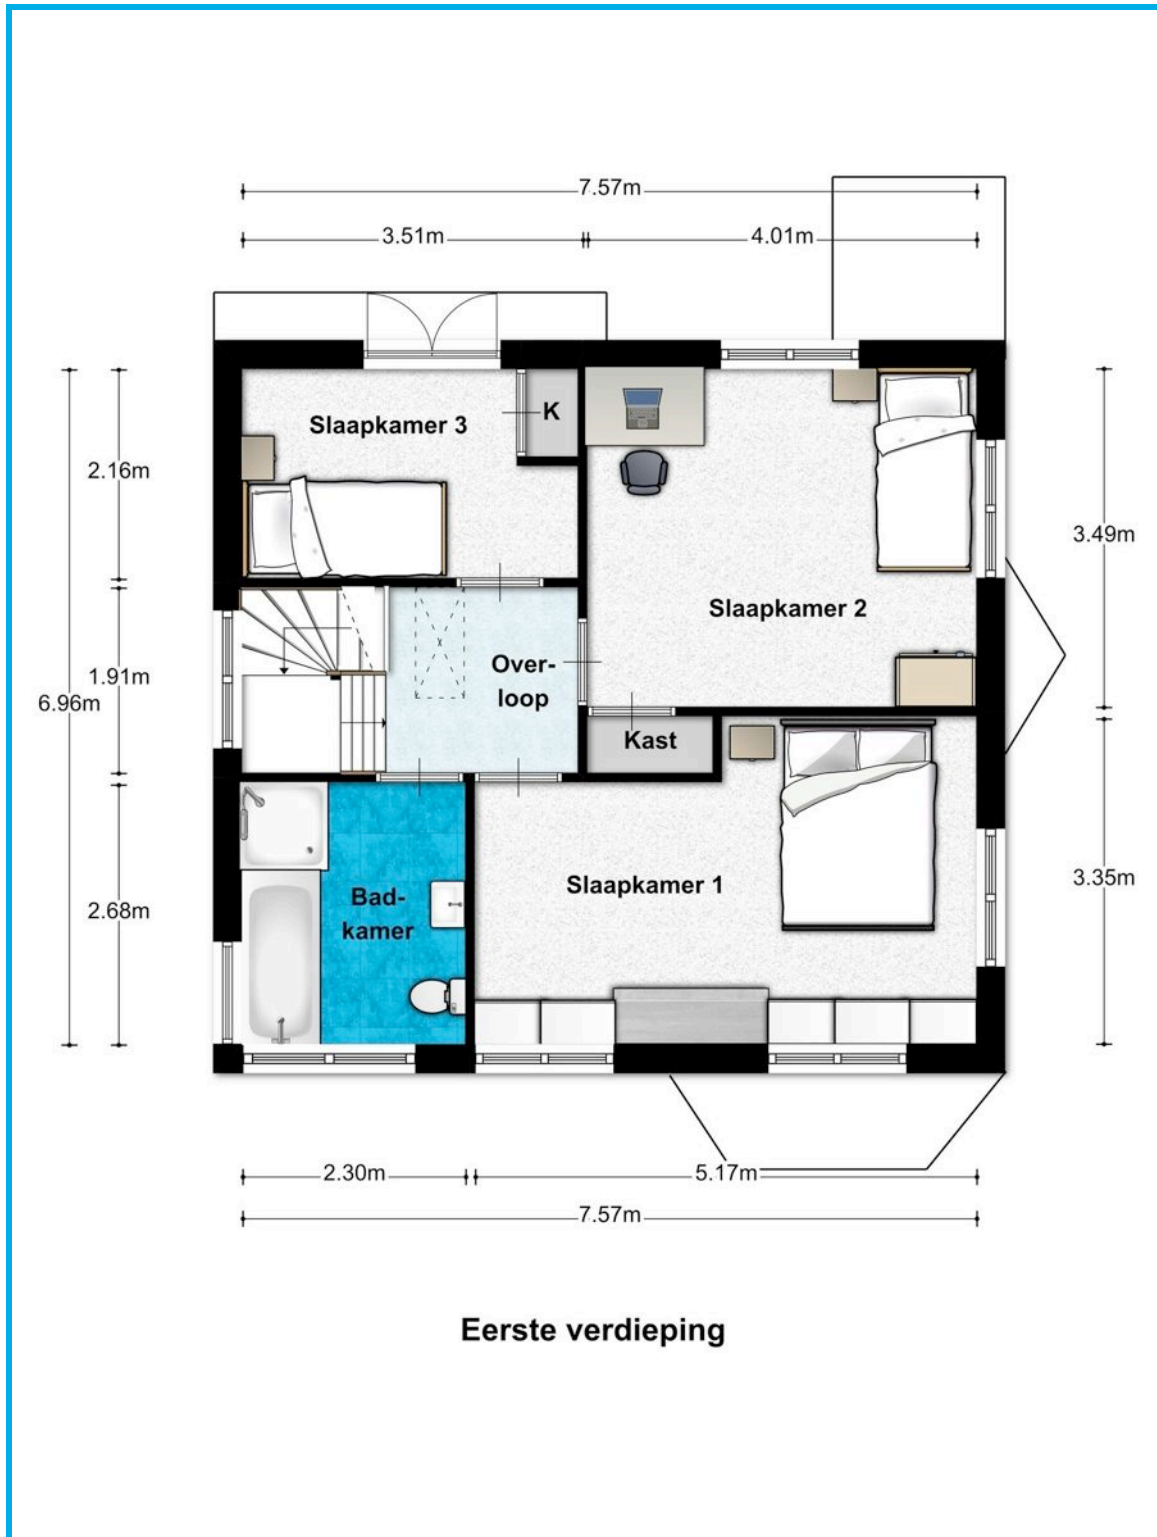 7.57m
3.51m
4.01m
Slaapkamer 3
K
2.16m
3.49m
Slaapkamer 2
Over-
loop
1.91m
6.96m
Kast
Slaapkamer 1
3.35m
Bad-
kamer
2.68m
2.30m
5.17m
7.57m
Eerste verdieping